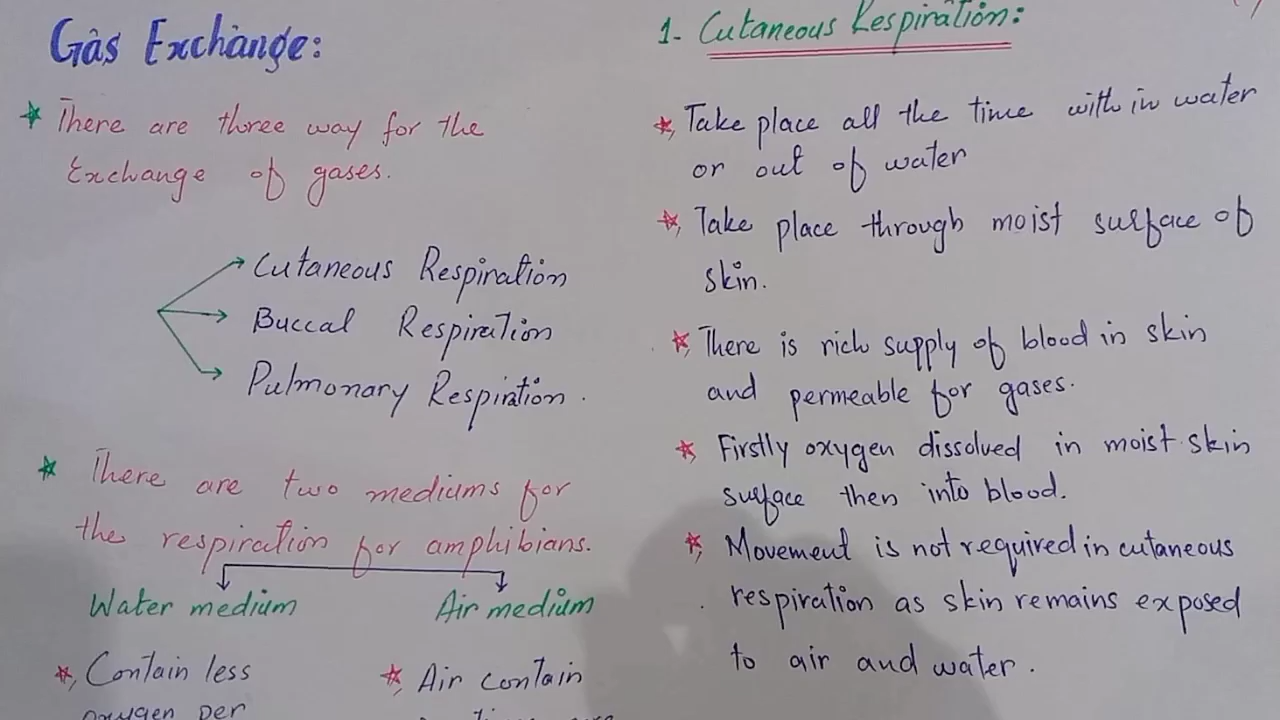 Gas Exchange:
★ There are three way for the
Exchange of gases.
Cutaneous Respiration
Buccal Respiration
Pulmonary Respiration.
★ There are two mediums for
the respiration for amphibians.
Water medium
★, Contain less
oxygen per
Air medium
★, Air contain
1- Cutaneous Respiration:
★, Take place all the time with in water
or out of water
★, Take place through moist surface of
skin.
★, There is rich supply of blood in skin
and permeable for gases.
★, Firstly oxygen dissolved in moist skin
surface then into blood.
★, Movement is not required in cutaneous
respiration as skin remains exposed
to air and water.